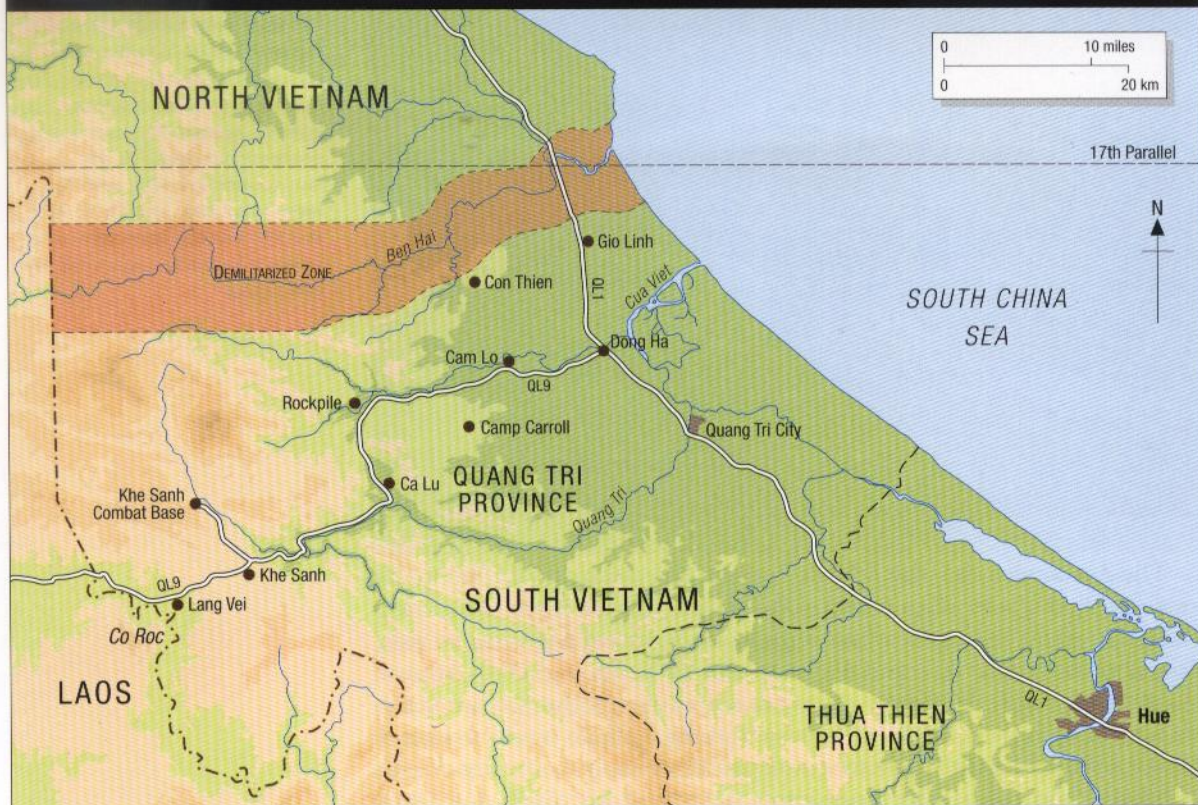 0 10 miles
0 20 km
NORTH VIETNAM
17th Parallel
N
Ben Hai
Gio Linh
DEMILITARIZED ZONE
Con Thien
QL1
Cua Viet
SOUTH CHINA
SEA
Dong Ha
Cam Lo
QL9
Rockpile
Camp Carroll
Quang Tri City
Ca Lu
QUANG TRI
PROVINCE
Khe Sanh
Combat Base
Quang Tri
Khe Sanh
QL9
Lang Vei
SOUTH VIETNAM
Co Roc
LAOS
QL1
THUA THIEN
PROVINCE
Hue